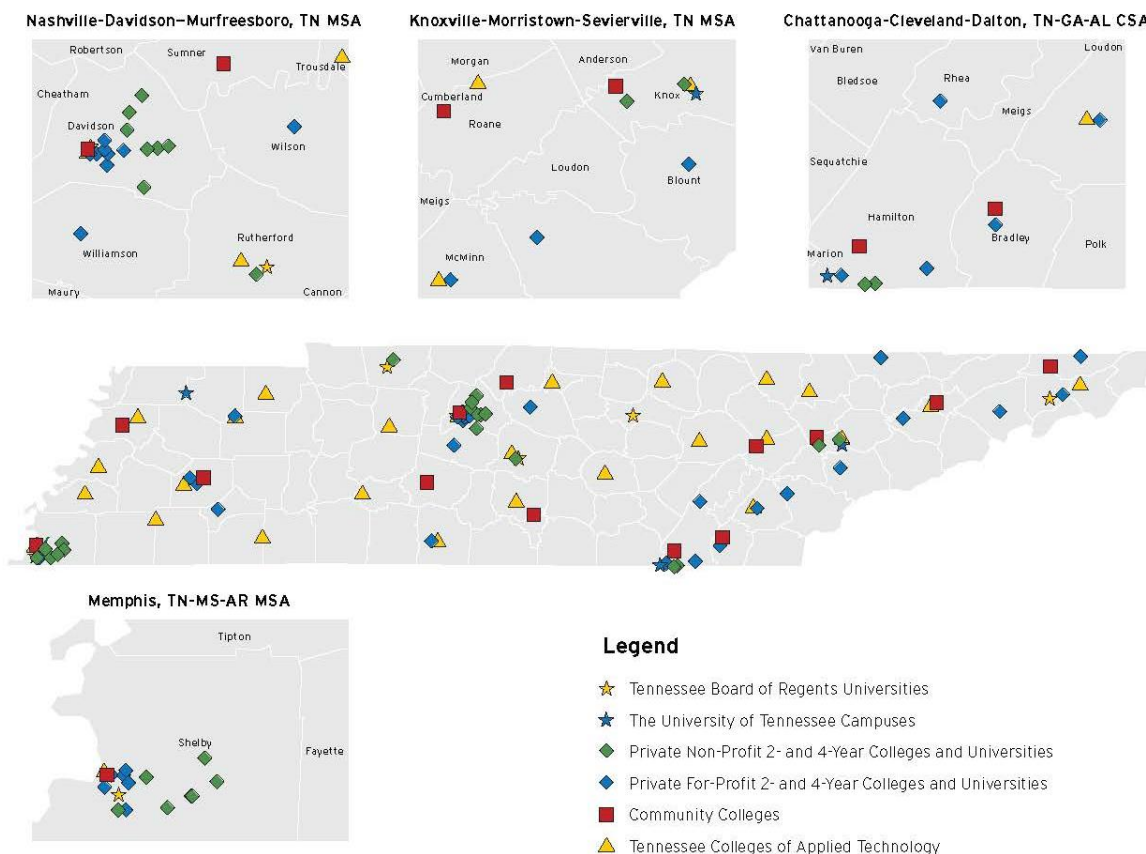 Nashville-Davidson–Murfreesboro, TN MSA
Robertson
Sumner
Trousdale
Cheatham
Davidson
Wilson
Williamson
Rutherford
Maury
Cannon
Knoxville-Morristown-Sevierville, TN MSA
Morgan
Anderson
Cumberland
Knox
Roane
Loudon
Blount
Meigs
McMinn
Chattanooga-Cleveland-Dalton, TN-GA-AL CSA
Van Buren
Loudon
Bledsoe
Rhea
Meigs
Sequatchie
Hamilton
Bradley
Marion
Polk
Memphis, TN-MS-AR MSA
Tipton
Shelby
Fayette
Legend
Tennessee Board of Regents Universities
The University of Tennessee Campuses
Private Non-Profit 2- and 4-Year Colleges and Universities
Private For-Profit 2- and 4-Year Colleges and Universities
Community Colleges
Tennessee Colleges of Applied Technology